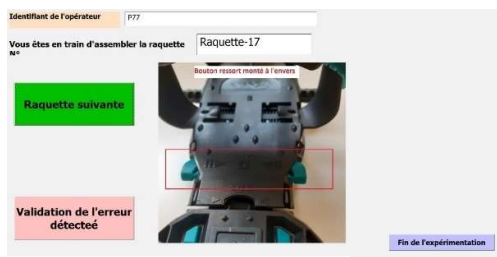 Identifiant de l'opérateur
P77
Vous êtes en train d'assembler la raquette
N°
Raquette-17
Bouton ressort monté à l'envers
Raquette suivante
Validation de l'erreur
détecteé
Fin de l'expérimentation